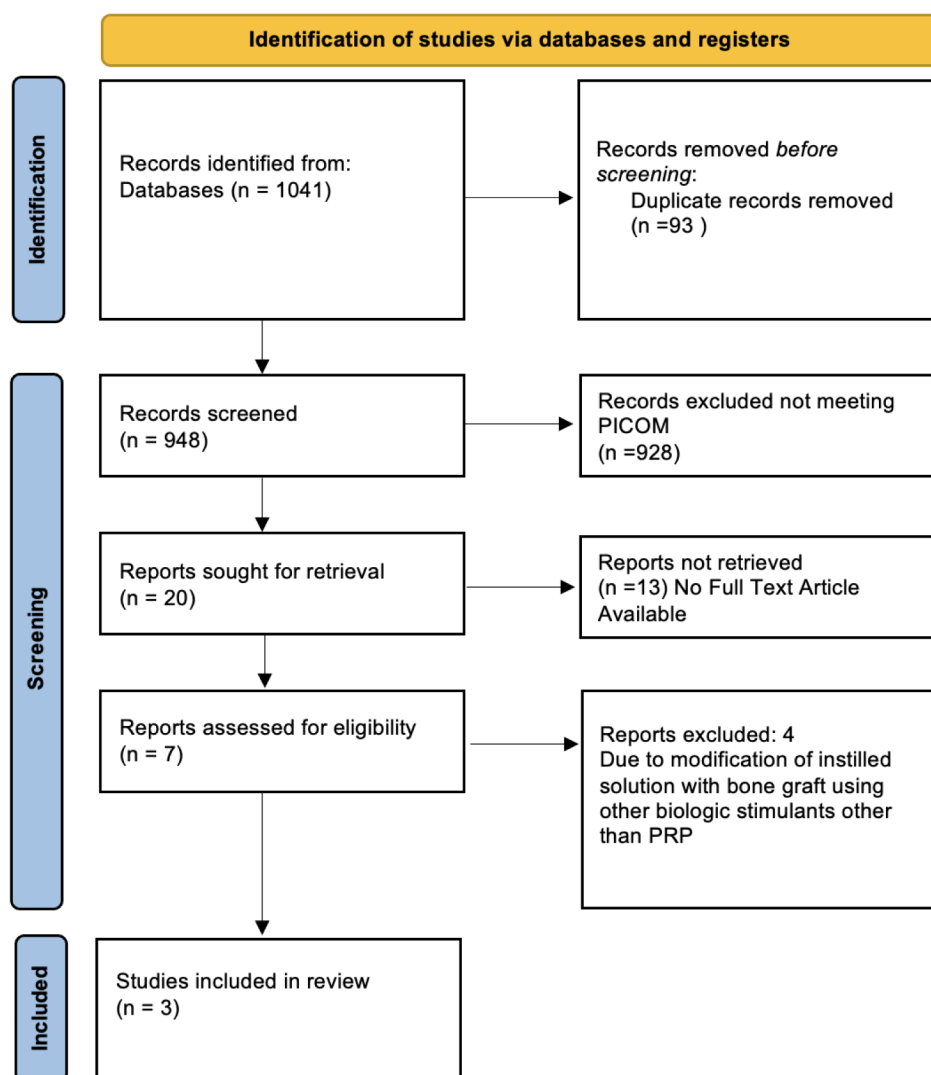 Identification of studies via databases and registers
Identification
Records identified from:
Databases (n = 1041)
Records removed before
screening:
Duplicate records removed
(n =93 )
Screening
Records screened
(n = 948)
Records excluded not meeting
PICOM
(n =928)
Reports sought for retrieval
(n = 20)
Reports not retrieved
(n =13) No Full Text Article
Available
Reports assessed for eligibility
(n = 7)
Reports excluded: 4
Due to modification of instilled
solution with bone graft using
other biologic stimulants other
than PRP
Included
Studies included in review
(n = 3)